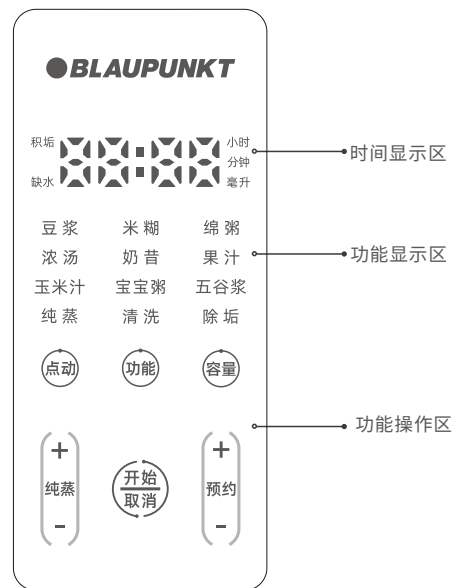 BLAUPUNKT
积垢 88:88 小时
分钟
缺水 毫升
时间显示区
豆浆 米糊 绵粥
浓汤 奶昔 果汁
功能显示区
玉米汁 宝宝粥 五谷浆
纯蒸 清洗 除垢
点动 功能 容量
功能操作区
+ +
纯蒸 开始 预约
取消
- -